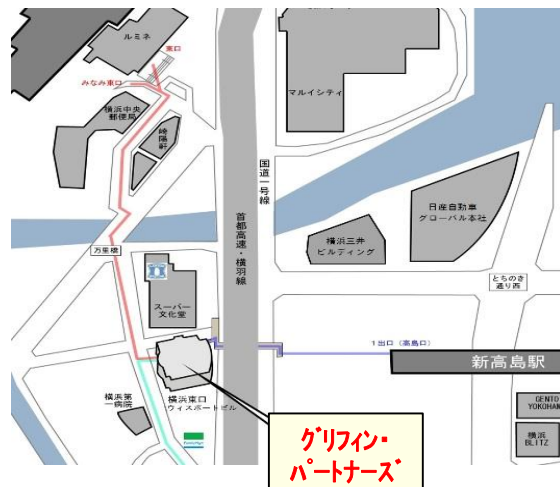 ルミネ
東口
みなみ東口
横浜中央
郵便局
崎陽軒
マルイシティ
国道一号線
首都高速・横羽線
日産自動車
グローバル本社
横浜三井
ビルディング
万里橋
とちのき
通り西
スーパー
文化堂
1出口(高島口)
新高島駅
横浜第
一病院
横浜東口
ウィスポートビル
FamilyMart
GENTO
YOKOHAMA
横浜
BLITZ
グリフィン・
パートナーズ